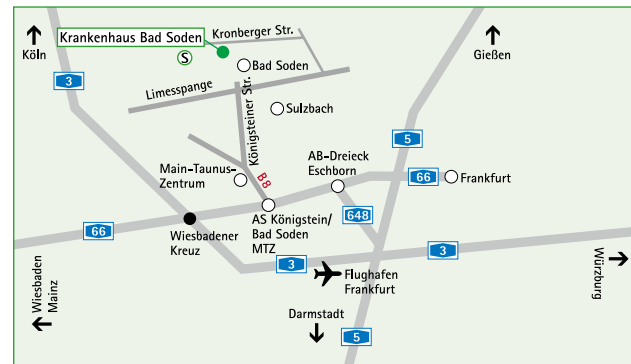 Köln
Krankenhaus Bad Soden
Kronberger Str.
Gießen
S
Bad Soden
3
Limesspange
Königsteiner Str.
Sulzbach
5
Main-Taunus-
Zentrum
B8
AB-Dreieck
Eschborn
66
Frankfurt
648
66
Wiesbadener
Kreuz
AS Königstein/
Bad Soden
MTZ
3
3
Flughafen
Frankfurt
Wiesbaden
Mainz
Würzburg
Darmstadt
5